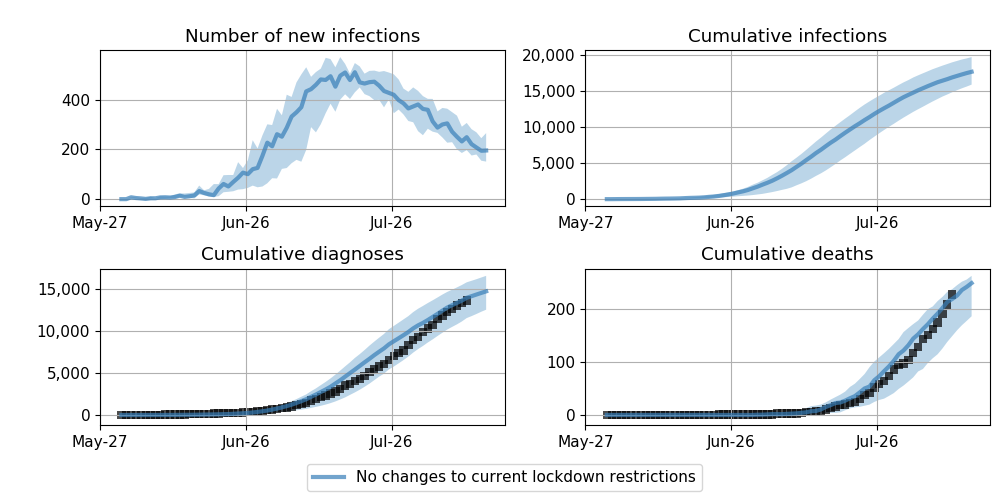 Number of new infections
400
200
0
May-27 Jun-26 Jul-26
Cumulative infections
20,000
15,000
10,000
5,000
0
May-27 Jun-26 Jul-26
Cumulative diagnoses
15,000
10,000
5,000
0
May-27 Jun-26 Jul-26
Cumulative deaths
200
100
0
May-27 Jun-26 Jul-26
No changes to current lockdown restrictions